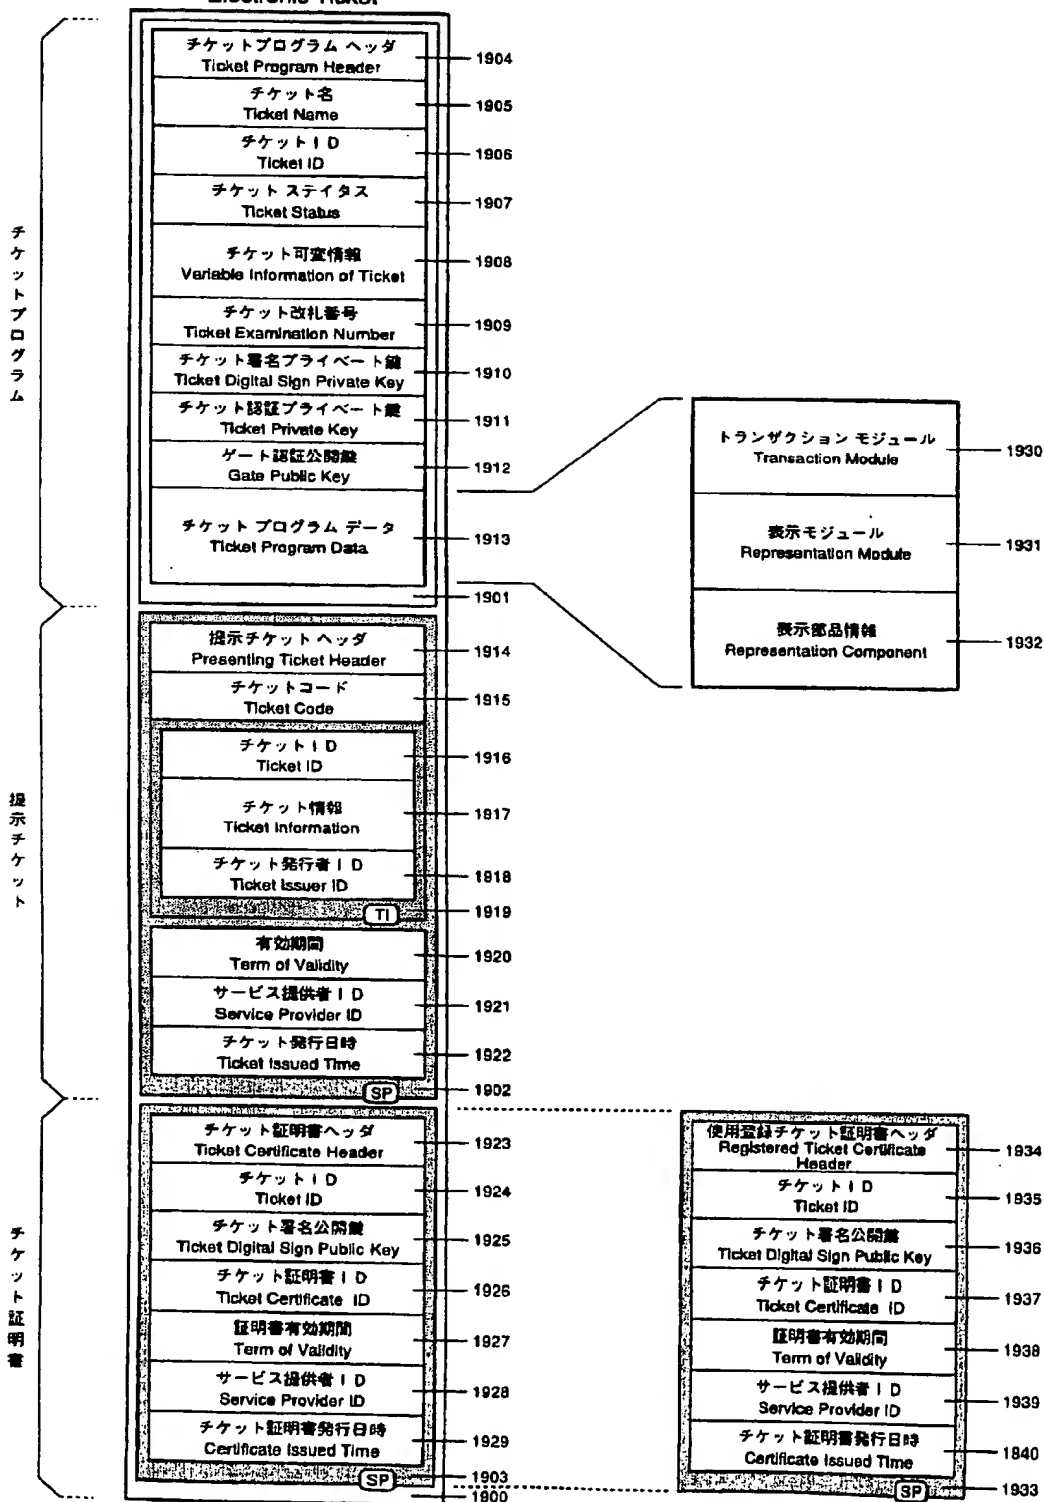 チケットプログラム ヘッダ
Ticket Program Header
1904
チケット名
Ticket Name
1905
チケットID
Ticket ID
1906
チケット ステイタス
Ticket Status
1907
チケット可変情報
Variable Information of Ticket
1908
チケット改札番号
Ticket Examination Number
1909
チケット署名プライベート鍵
Ticket Digital Sign Private Key
1910
チケット認証プライベート鍵
Ticket Private Key
1911
ゲート認証公開鍵
Gate Public Key
1912
チケット プログラム データ
Ticket Program Data
1913
1901
チケットプログラム
トランザクション モジュール
Transaction Module
1930
表示モジュール
Representation Module
1931
表示部品情報
Representation Component
1932
提示チケット ヘッダ
Presenting Ticket Header
1914
チケットコード
Ticket Code
1915
チケットID
Ticket ID
1916
チケット情報
Ticket Information
1917
チケット発行者ID
Ticket Issuer ID
1918
TI
1919
有効期間
Term of Validity
1920
サービス提供者ID
Service Provider ID
1921
チケット発行日時
Ticket Issued Time
1922
SP
1902
提示チケット
チケット証明書ヘッダ
Ticket Certificate Header
1923
チケットID
Ticket ID
1924
チケット署名公開鍵
Ticket Digital Sign Public Key
1925
チケット証明書ID
Ticket Certificate ID
1926
証明書有効期間
Term of Validity
1927
サービス提供者ID
Service Provider ID
1928
チケット証明書発行日時
Certificate Issued Time
1929
SP
1903
1900
チケット証明書
使用登録チケット証明書ヘッダ
Registered Ticket Certificate
Header
1934
チケットID
Ticket ID
1935
チケット署名公開鍵
Ticket Digital Sign Public Key
1936
チケット証明書ID
Ticket Certificate ID
1937
証明書有効期間
Term of Validity
1938
サービス提供者ID
Service Provider ID
1939
チケット証明書発行日時
Certificate Issued Time
1840
SP
1933